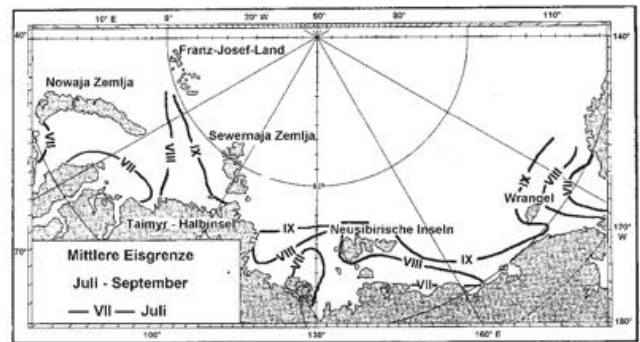 10° E 0° 20° W 50° 80° 110°
40° 140°
Franz-Josef-Land
Nowaja Zemlja
VII
Sewernaja Zemlja
VII VIII IX
IX VIII VII
Wrangel
Taimyr - Halbinsel
IX Neusibirische Inseln
VIII VIII IX
VII VII
70° 170° W
Mittlere Eisgrenze
Juli - September
VII Juli
100° 130° 160° E 180°